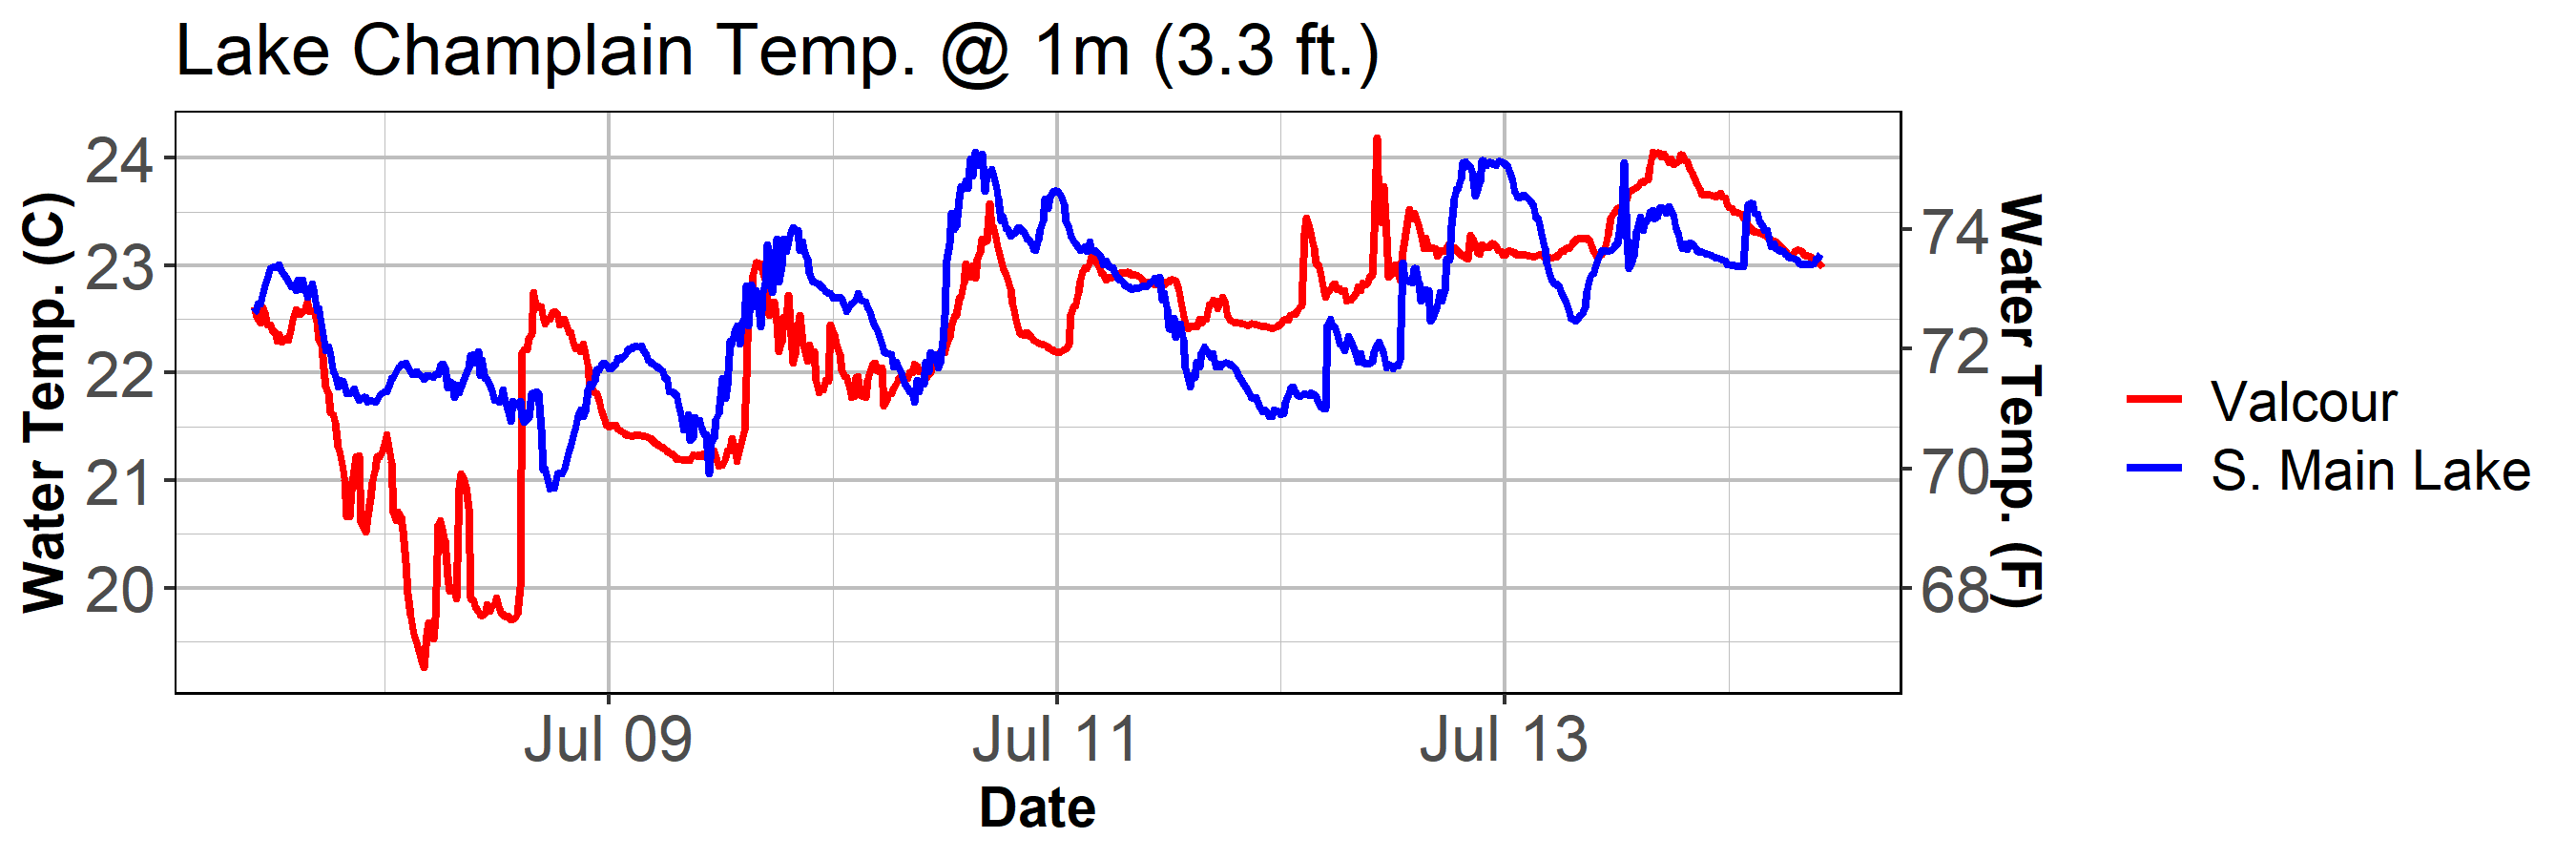 Lake Champlain Temp. @ 1m (3.3 ft.)
Water Temp. (C)
24
23
22
21
20
74
72
70
68
Water Temp. (F)
Jul 09
Jul 11
Jul 13
Date
Valcour
S. Main Lake